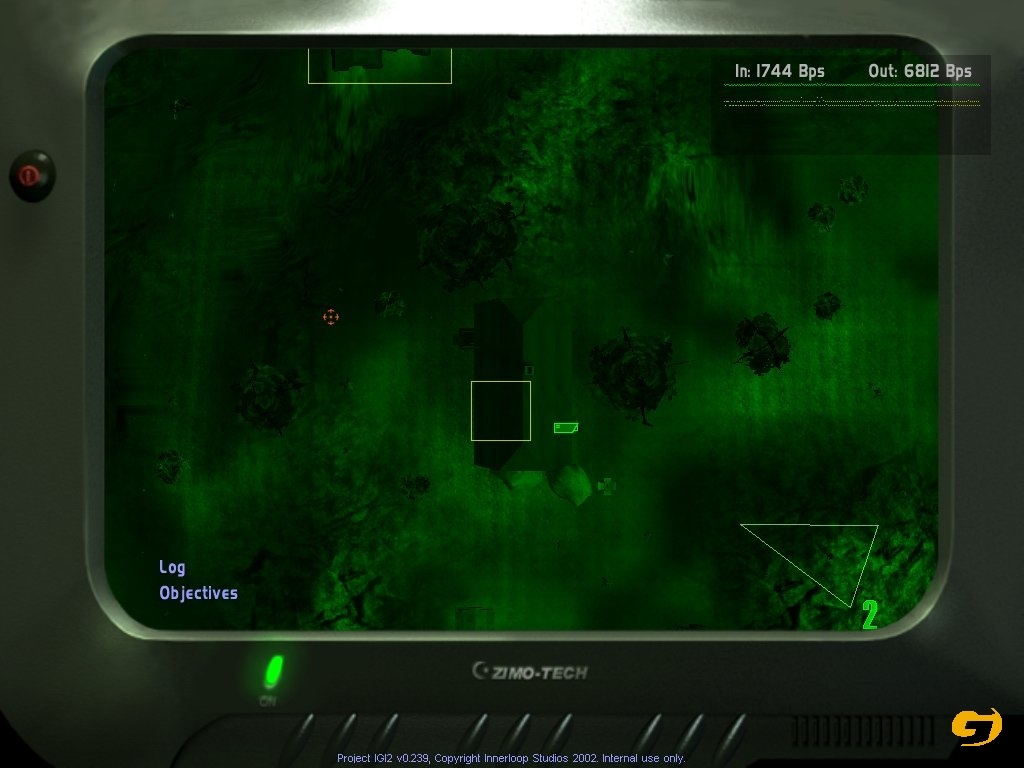 In: 1744 Bps Out: 6812 Bps
Log
Objectives
2
ZIMO-TECH
ON
Project IGI2 v0.239, Copyright Innerloop Studios 2002. Internal use only.